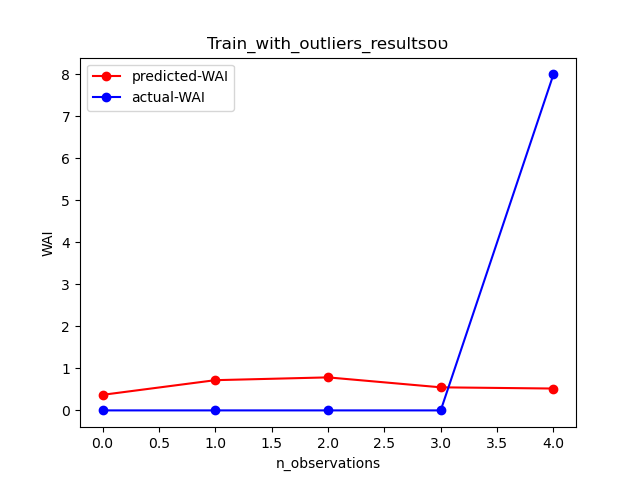 Train_with_outliers_resultsסט
predicted-WAI
actual-WAI
8
7
6
5
4
3
2
1
0
WAI
0.0 0.5 1.0 1.5 2.0 2.5 3.0 3.5 4.0
n_observations